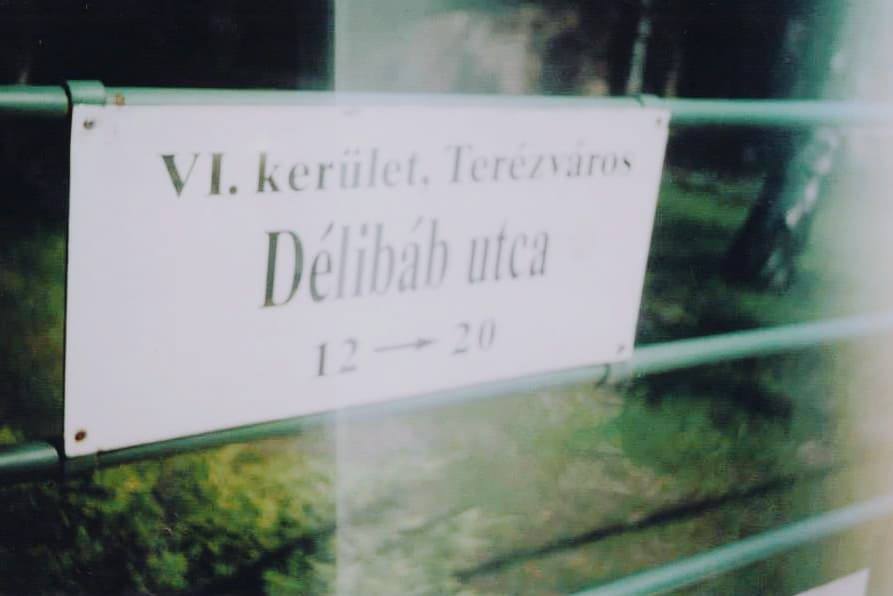 VI. kerület, Terézváros
Délibáb utca
12 → 20